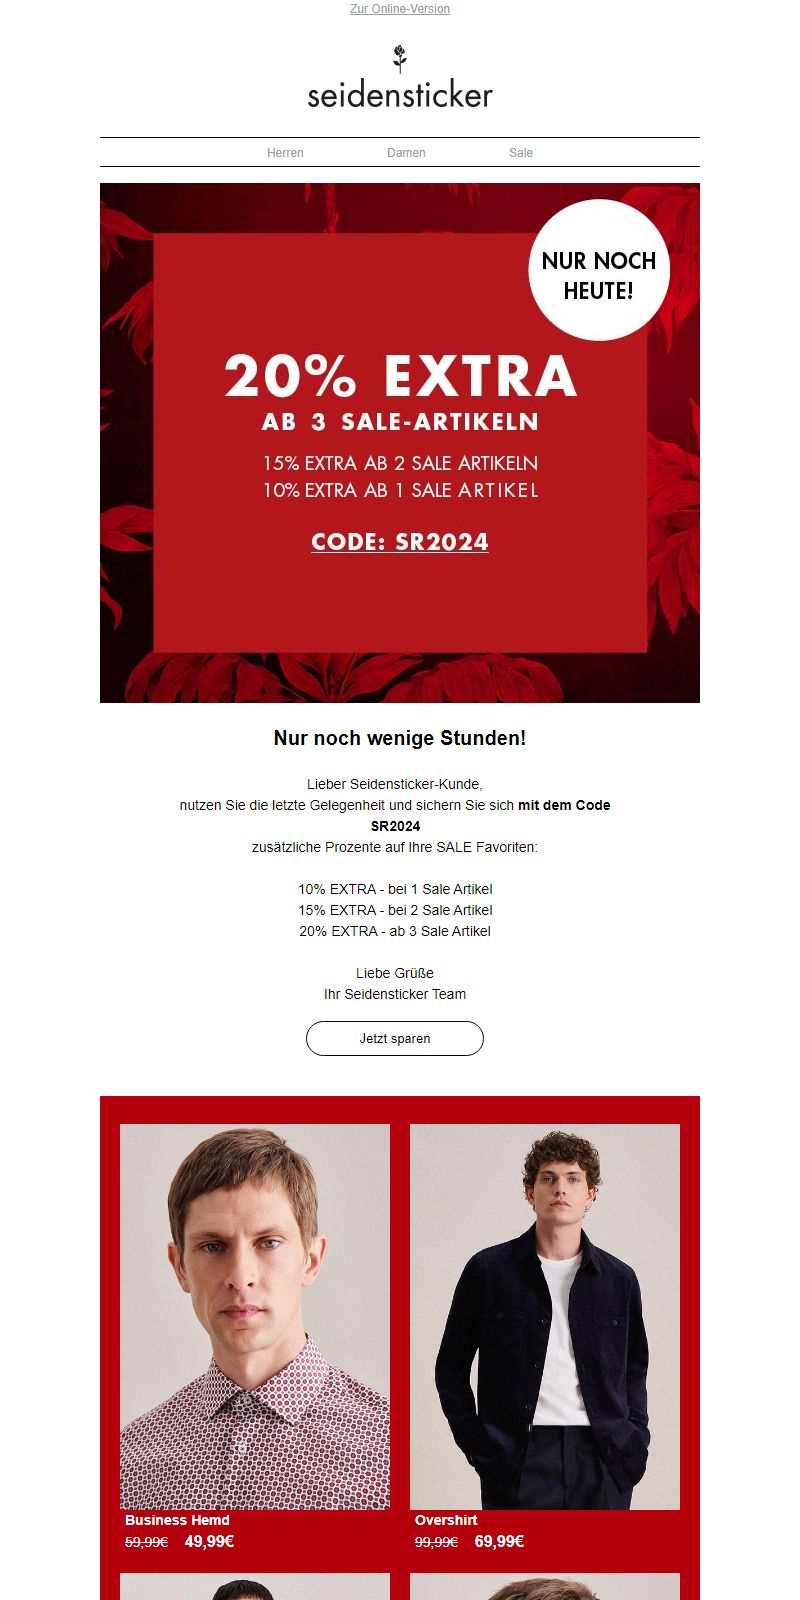 Zur Online-Version
seidensticker
Herren Damen Sale
NUR NOCH
HEUTE!
20% EXTRA
AB 3 SALE-ARTIKELN
15% EXTRA AB 2 SALE ARTIKELN
10% EXTRA AB 1 SALE ARTIKEL
CODE: SR2024
Nur noch wenige Stunden!
Lieber Seidensticker-Kunde,
nutzen Sie die letzte Gelegenheit und sichern Sie sich mit dem Code
SR2024
zusätzliche Prozente auf Ihre SALE Favoriten:
10% EXTRA - bei 1 Sale Artikel
15% EXTRA - bei 2 Sale Artikel
20% EXTRA - ab 3 Sale Artikel
Liebe Grüße
Ihr Seidensticker Team
Jetzt sparen
Business Hemd
59,99€ 49,99€
Overshirt
99,99€ 69,99€